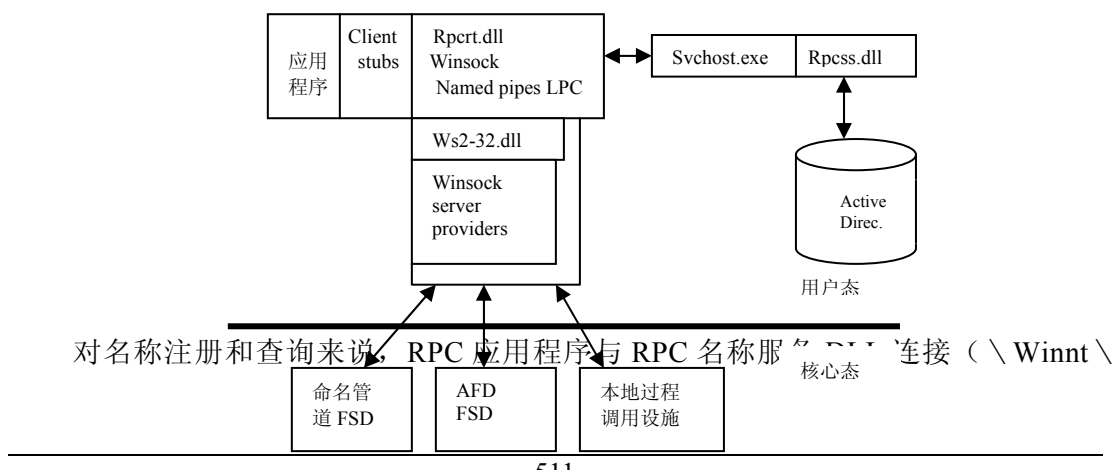 应用
程序
Client
stubs
Rpcrt.dll
Winsock
Named pipes LPC
Svchost.exe
Rpcss.dll
Ws2-32.dll
Winsock
server
providers
Active
Direc.
用户态
对名称注册和查询来说，RPC 应用程序与 RPC 名称服务 DLL 连接（\Winnt\
核心态
命名管
道 FSD
AFD
FSD
本地过程
调用设施
511